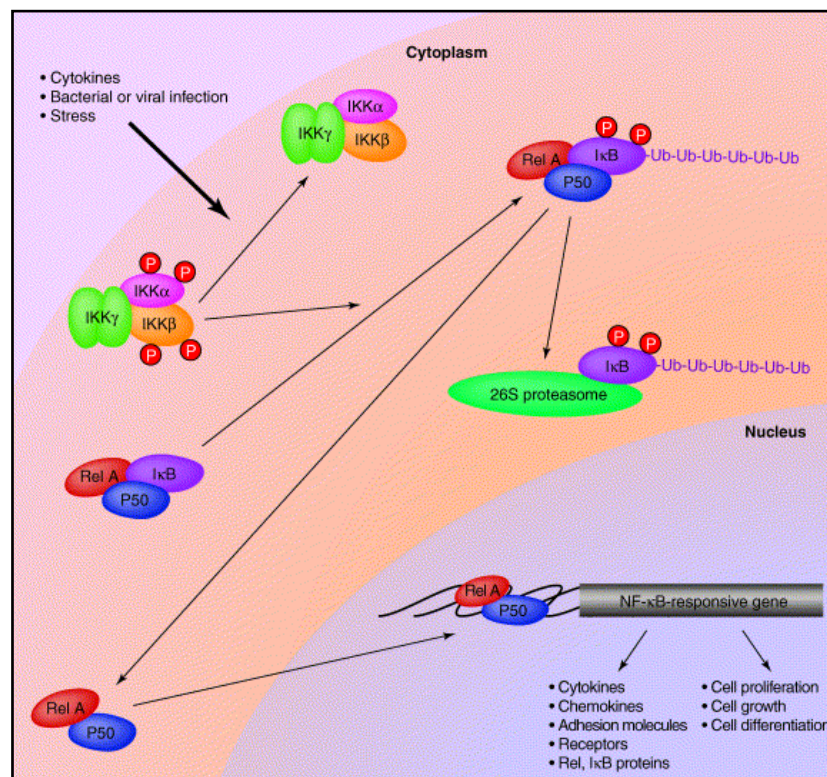 Cytoplasm
• Cytokines
• Bacterial or viral infection
• Stress
IKKα
IKKγ
IKKβ
P
P
Rel A
IκB
-Ub-Ub-Ub-Ub-Ub-Ub
P50
P
P
IKKα
IKKγ
IKKβ
P
P
P
P
IκB
-Ub-Ub-Ub-Ub-Ub-Ub
26S proteasome
Nucleus
Rel A
IκB
P50
Rel A
P50
NF-κB-responsive gene
Rel A
P50
• Cytokines
• Chemokines
• Adhesion molecules
• Receptors
• Rel, IκB proteins
• Cell proliferation
• Cell growth
• Cell differentiation